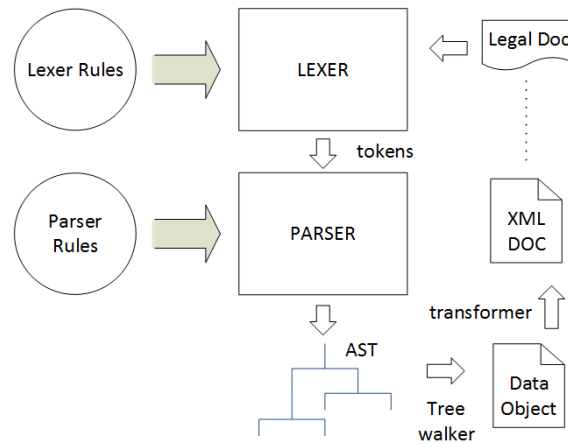 Lexer Rules
LEXER
Legal Doc
tokens
Parser
Rules
PARSER
XML
DOC
transformer
AST
Tree
walker
Data
Object